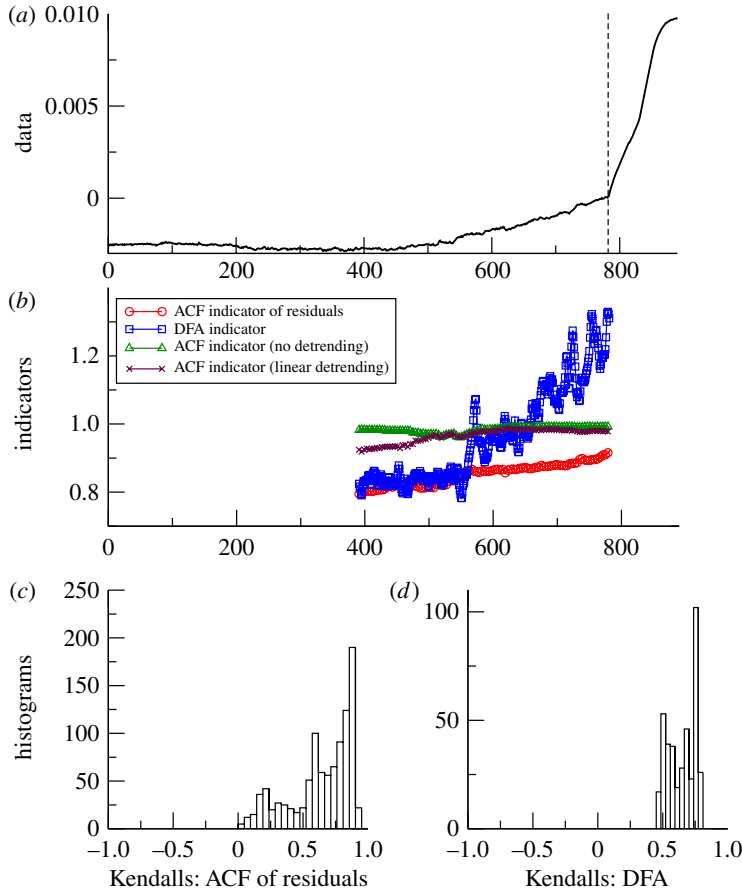 (a)
0.010
0.005
0
data
0 200 400 600 800
(b)
ACF indicator of residuals
DFA indicator
ACF indicator (no detrending)
ACF indicator (linear detrending)
1.2
1.0
0.8
indicators
0 200 400 600 800
(c)
250
200
150
100
50
0
histograms
−1.0 −0.5 0 0.5 1.0
Kendalls: ACF of residuals
(d)
100
50
0
−1.0 −0.5 0 0.5 1.0
Kendalls: DFA